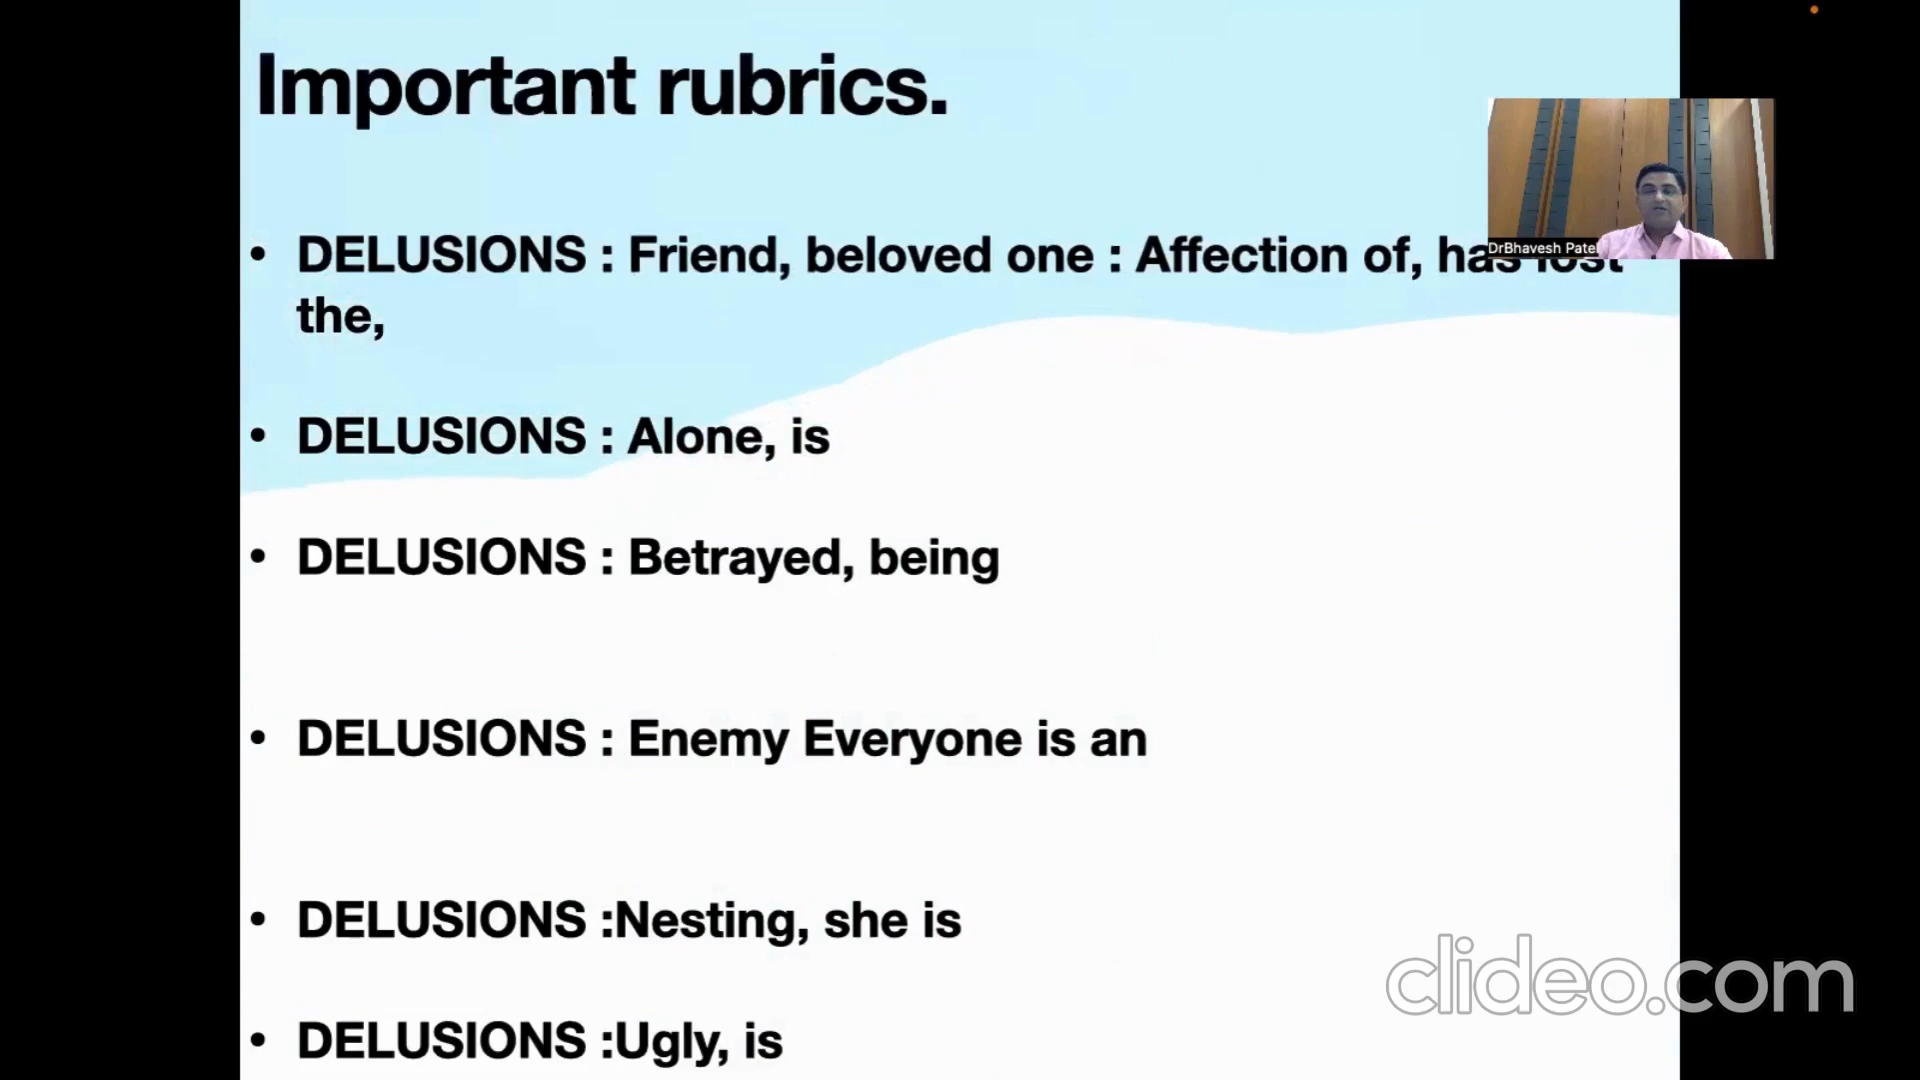 Important rubrics.
• DELUSIONS : Friend, beloved one : Affection of, has lost
the,
DrBhavesh Patel
• DELUSIONS : Alone, is
• DELUSIONS : Betrayed, being
• DELUSIONS : Enemy Everyone is an
• DELUSIONS :Nesting, she is
• DELUSIONS :Ugly, is
clideo.com